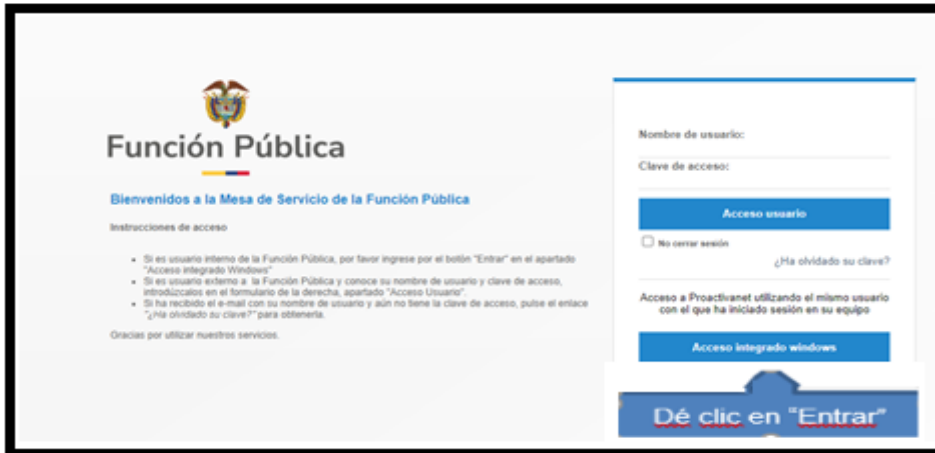 Función Pública
Bienvenidos a la Mesa de Servicio de la Función Pública
Instrucciones de acceso
Si es usuario interno de la Función Pública, por favor ingrese por el botón "Entrar" en el apartado
"Acceso integrado Windows"
Si es usuario externo a la Función Pública y conoce su nombre de usuario y clave de acceso,
introdúzcalos en el formulario de la derecha, apartado "Acceso Usuario".
Si ha recibido el e-mail con su nombre de usuario y aún no tiene la clave de acceso, pulse el enlace
"¿Ha olvidado su clave?" para obtenerla.
Gracias por utilizar nuestros servicios.
Nombre de usuario:
Clave de acceso:
Acceso usuario
No cerrar sesión
¿Ha olvidado su clave?
Acceso a Proactivanet utilizando el mismo usuario
con el que ha iniciado sesión en su equipo
Acceso integrado windows
Dé clic en "Entrar"